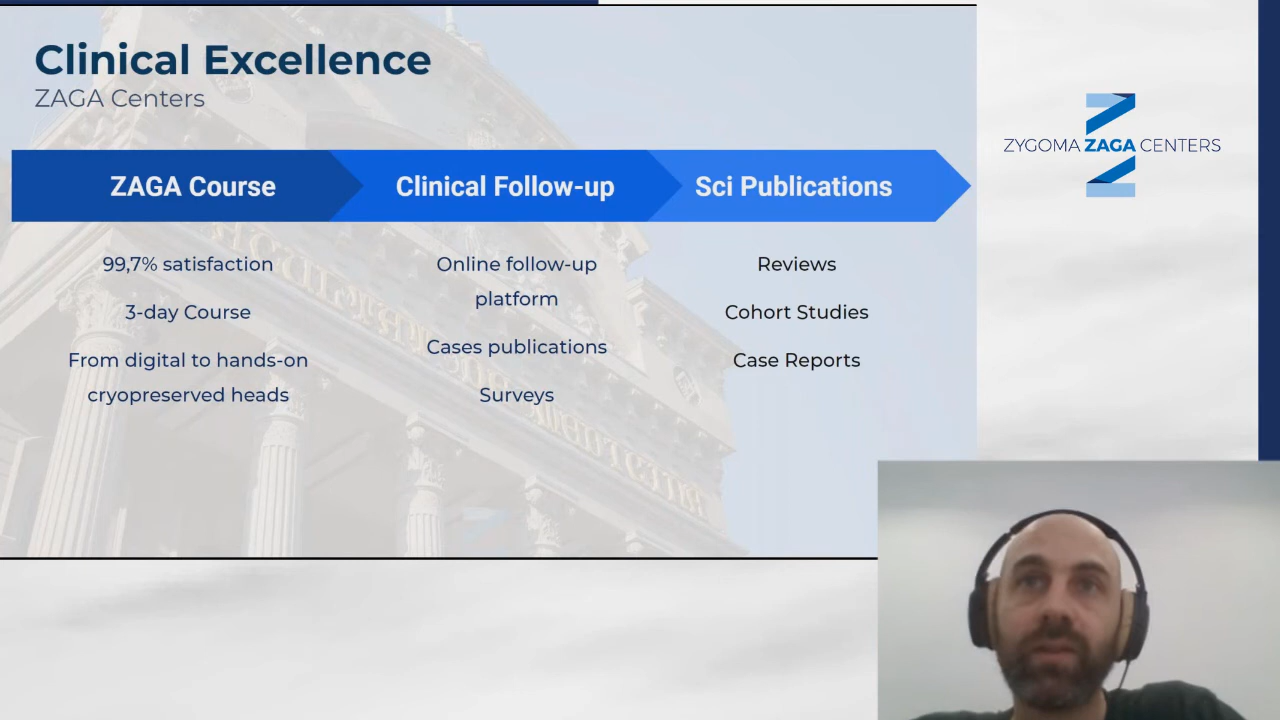 Clinical Excellence
ZAGA Centers
ZAGA Course
Clinical Follow-up
Sci Publications
99,7% satisfaction
3-day Course
From digital to hands-on
cryopreserved heads
Online follow-up
platform
Cases publications
Surveys
Reviews
Cohort Studies
Case Reports
ZYGOMA ZAGA CENTERS